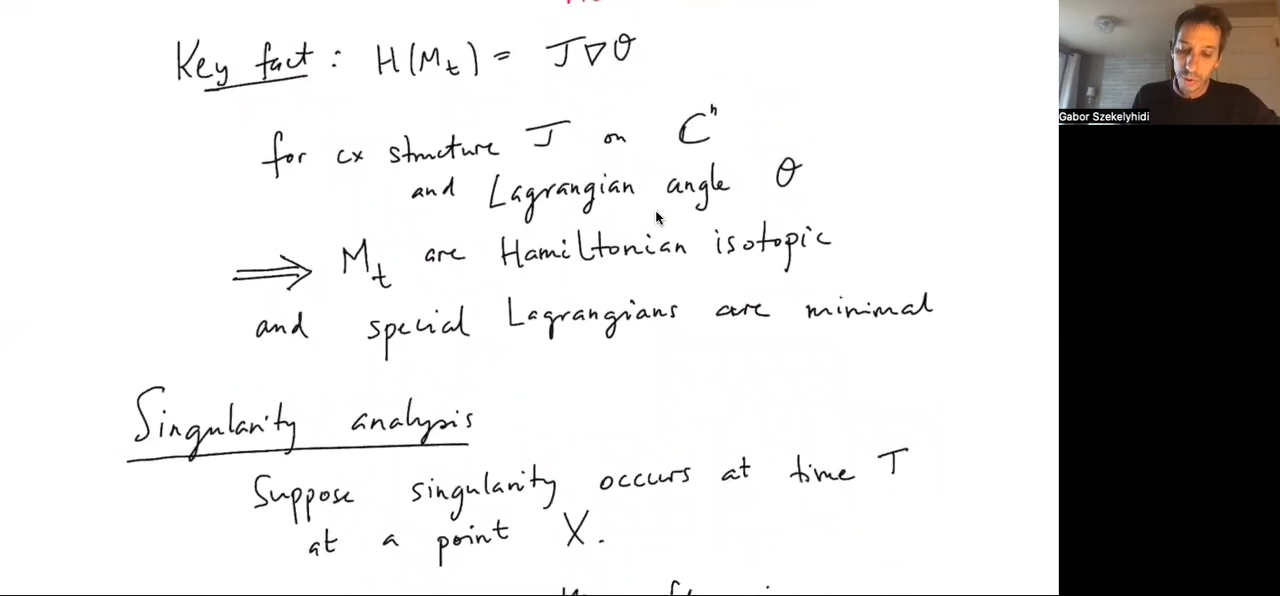 Key fact : H(M_t) = J∇θ
for cx structure J on C^n
and Lagrangian angle θ
⟹ M_t are Hamiltonian isotopic
and special Lagrangians are minimal
Singularity analysis
Suppose singularity occurs at time T
at a point X.
Gabor Szekelyhidi